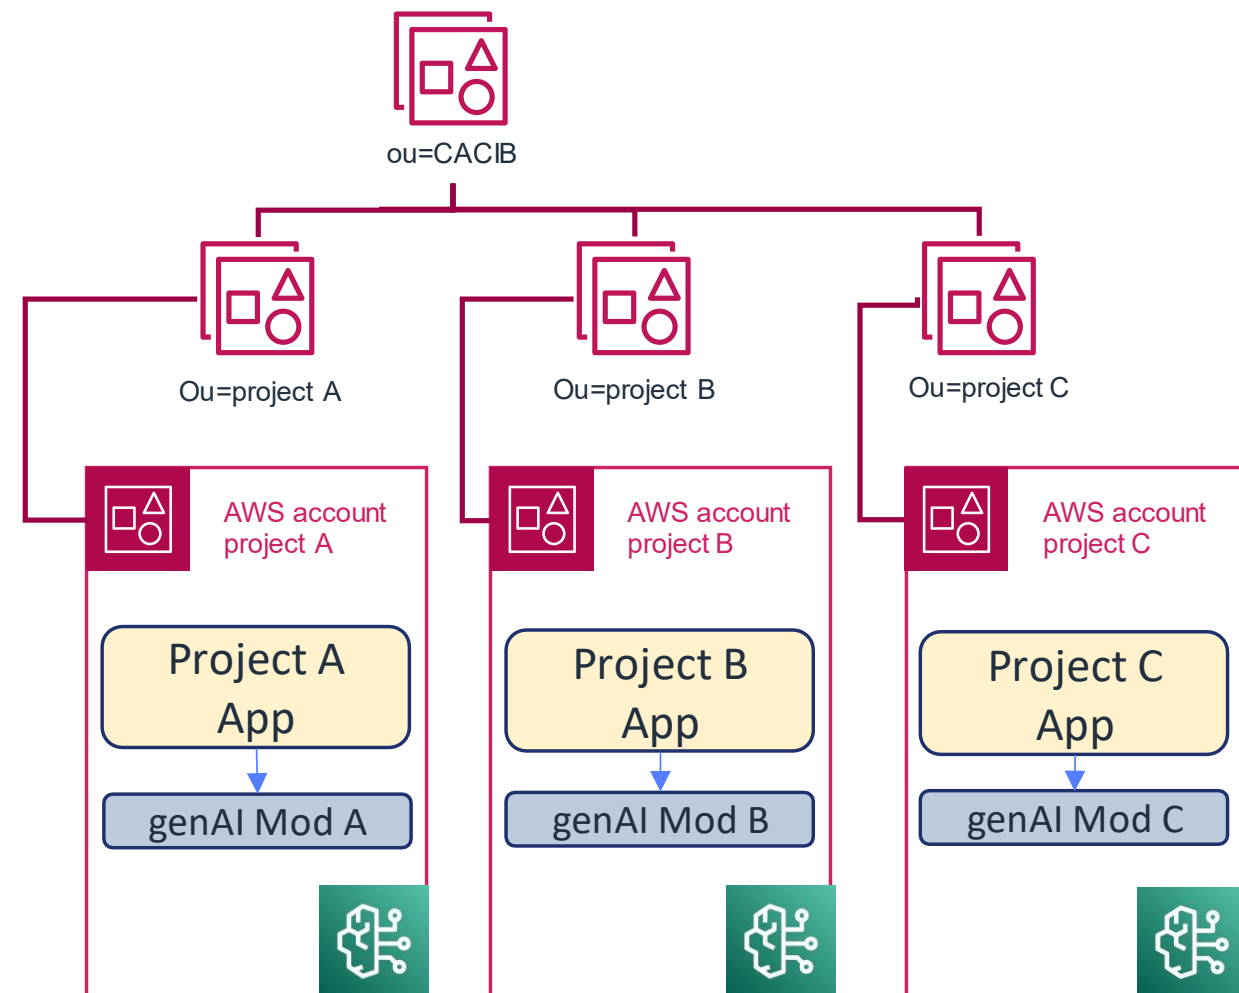 ou=CACIB
Ou=project A
Ou=project B
Ou=project C
AWS account
project A
AWS account
project B
AWS account
project C
Project A
App
Project B
App
Project C
App
genAI Mod A
genAI Mod B
genAI Mod C